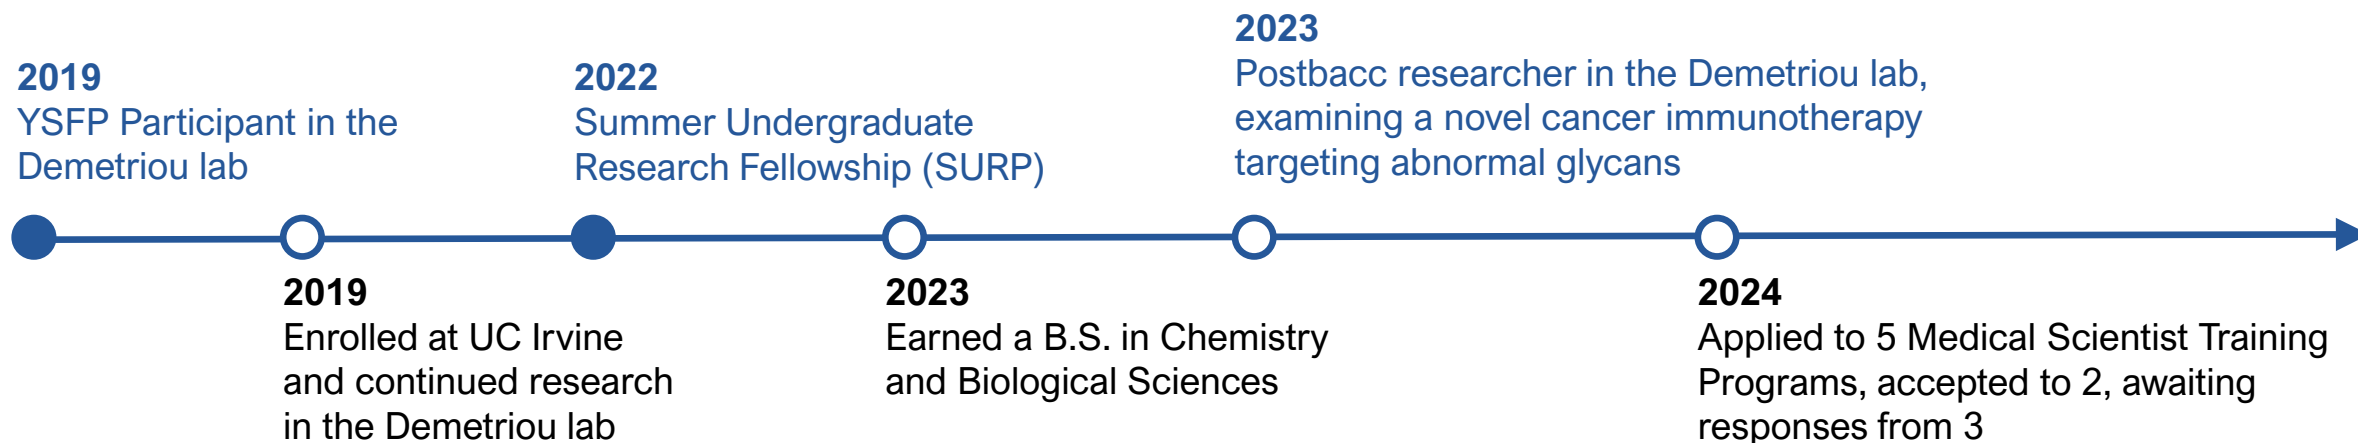 2019
YSFP Participant in the
Demetriou lab
2019
Enrolled at UC Irvine
and continued research
in the Demetriou lab
2022
Summer Undergraduate
Research Fellowship (SURP)
2023
Earned a B.S. in Chemistry
and Biological Sciences
2023
Postbacc researcher in the Demetriou lab,
examining a novel cancer immunotherapy
targeting abnormal glycans
2024
Applied to 5 Medical Scientist Training
Programs, accepted to 2, awaiting
responses from 3